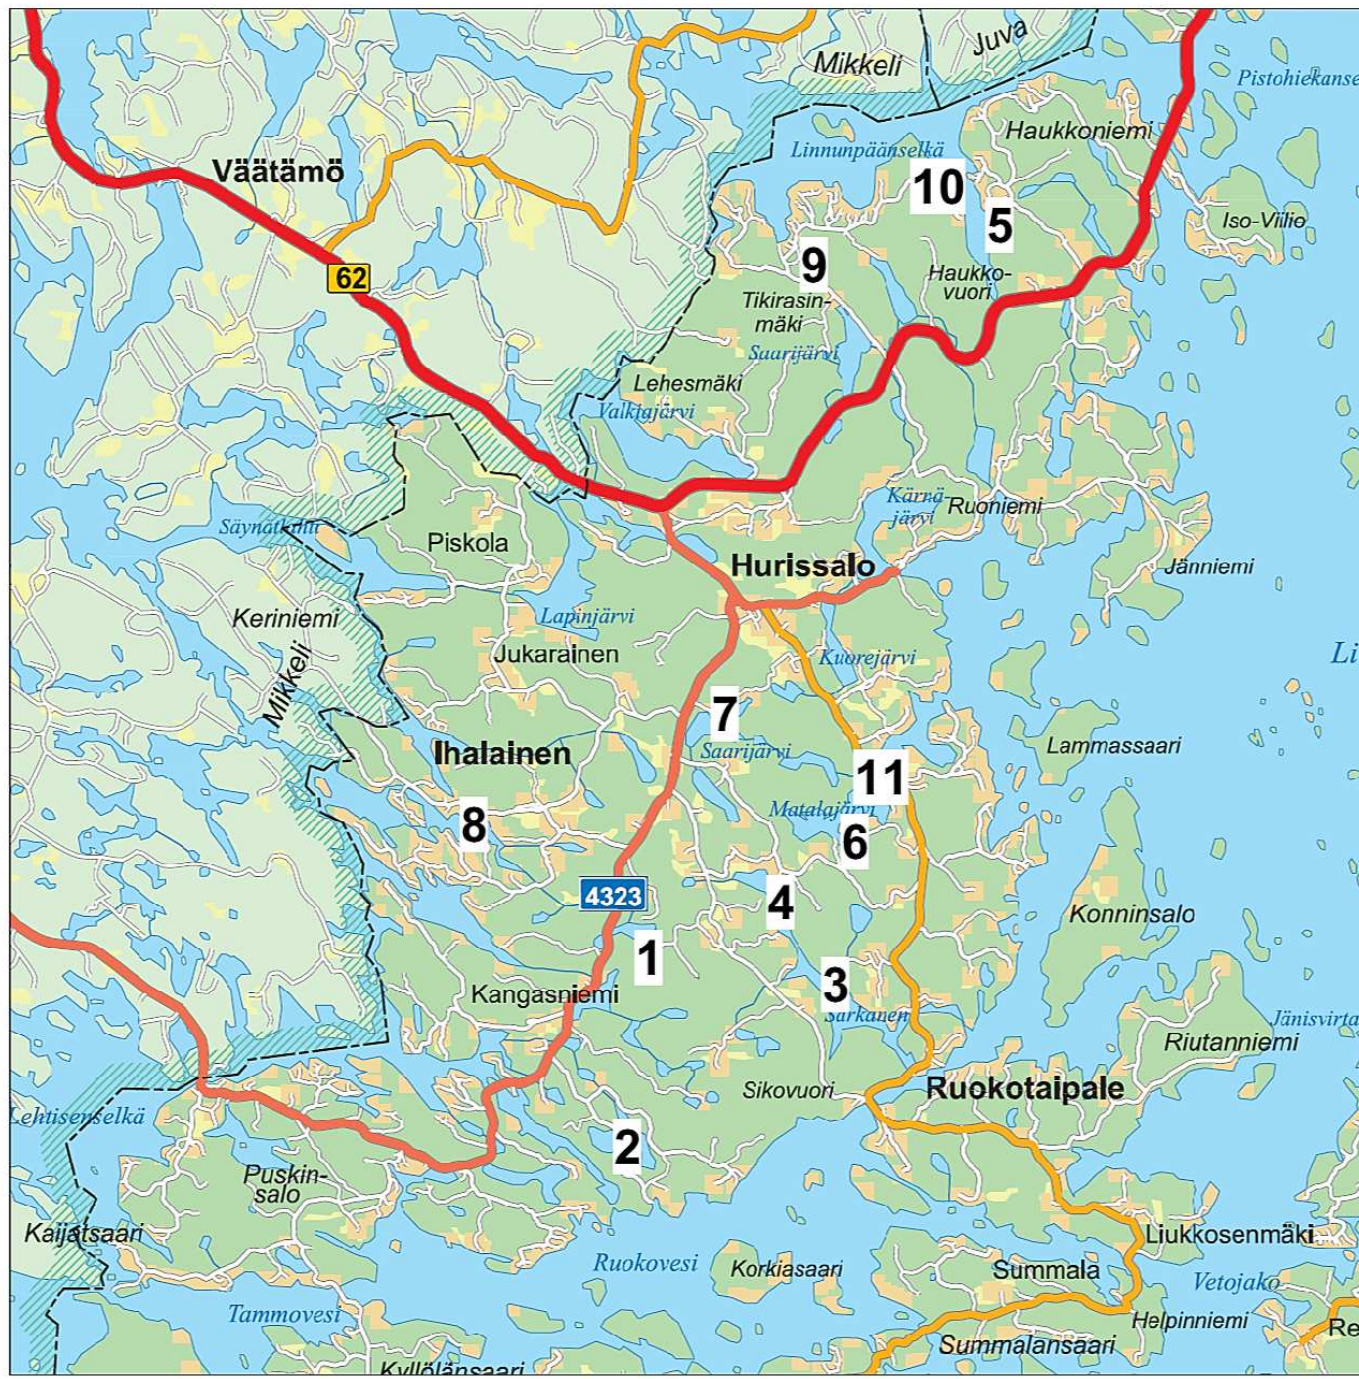 Mikkeli
Juva
Pistohiekanse
Haukkoniemi
Linnunpäänselkä
Väätämö
10
5
Iso-Viilio
62
9
Haukko-
vuori
Tikirasin-
mäki
Saarijärvi
Lehesmäki
Valkiajärvi
Kärnä-
järvi
Ruoniemi
Säynätlahti
Piskola
Hurissalo
Jänniemi
Keriniemi
Lapinjärvi
Jukarainen
Kuorejärvi
Li
Mikkeli
7
Ihalainen
Saarijärvi
Lammassaari
11
Matalajärvi
8
6
4323
4
Konninsalo
1
3
Kangasniemi
Sarkanen
Jänisvirta
Riutanniemi
Sikovuori
Ruokotaipale
Lehtisenselkä
2
Puskin-
salo
Kaijatsaari
Liukkosenmäki
Ruokovesi
Korkiasaari
Summala
Vetojako
Tammovesi
Helpinniemi
Re
Summalansaari
Kyllölänsaari